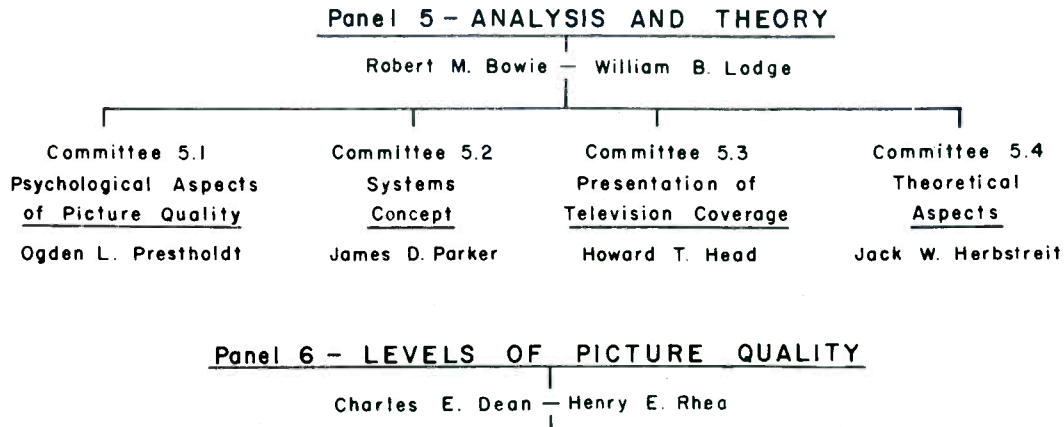 Panel 5 - ANALYSIS AND THEORY
Robert M. Bowie - William B. Lodge
Committee 5.1
Psychological Aspects
of Picture Quality
Ogden L. Prestholdt
Committee 5.2
Systems
Concept
James D. Parker
Committee 5.3
Presentation of
Television Coverage
Howard T. Head
Committee 5.4
Theoretical
Aspects
Jack W. Herbstreit
Panel 6 - LEVELS OF PICTURE QUALITY
Charles E. Dean - Henry E. Rhea